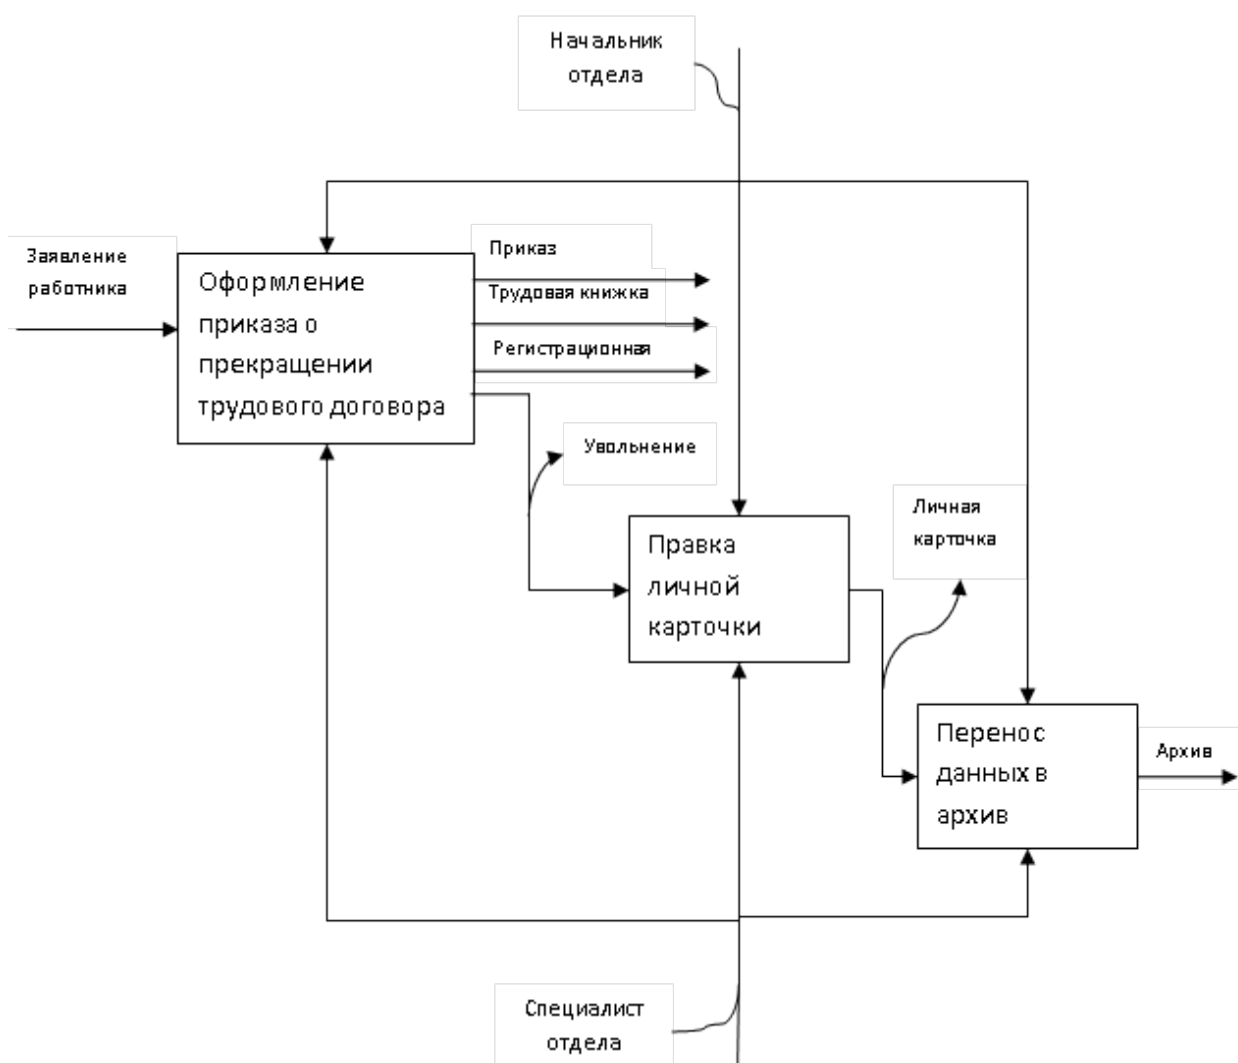 Начальник
отдела
Заявление
работника
Оформление
приказа о
прекращении
трудового договора
Приказ
Трудовая книжка
Регистрационная
Увольнение
Правка
личной
карточки
Личная
карточка
Перенос
данных в
архив
Архив
Специалист
отдела